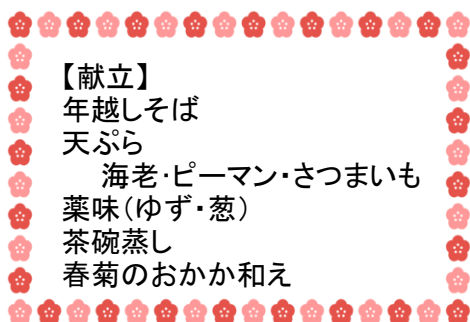 【献立】
年越しそば
天ぷら
海老・ピーマン・さつまいも
薬味（ゆず・葱）
茶碗蒸し
春菊のおかか和え